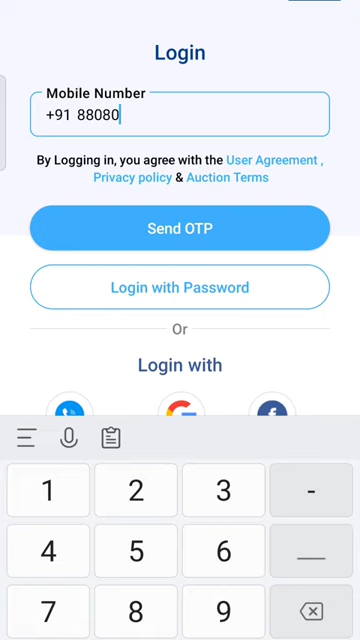 Login
Mobile Number
+91 88080
By Logging in, you agree with the User Agreement ,
Privacy policy & Auction Terms
Send OTP
Login with Password
Or
Login with
1 2 3 -
4 5 6
7 8 9